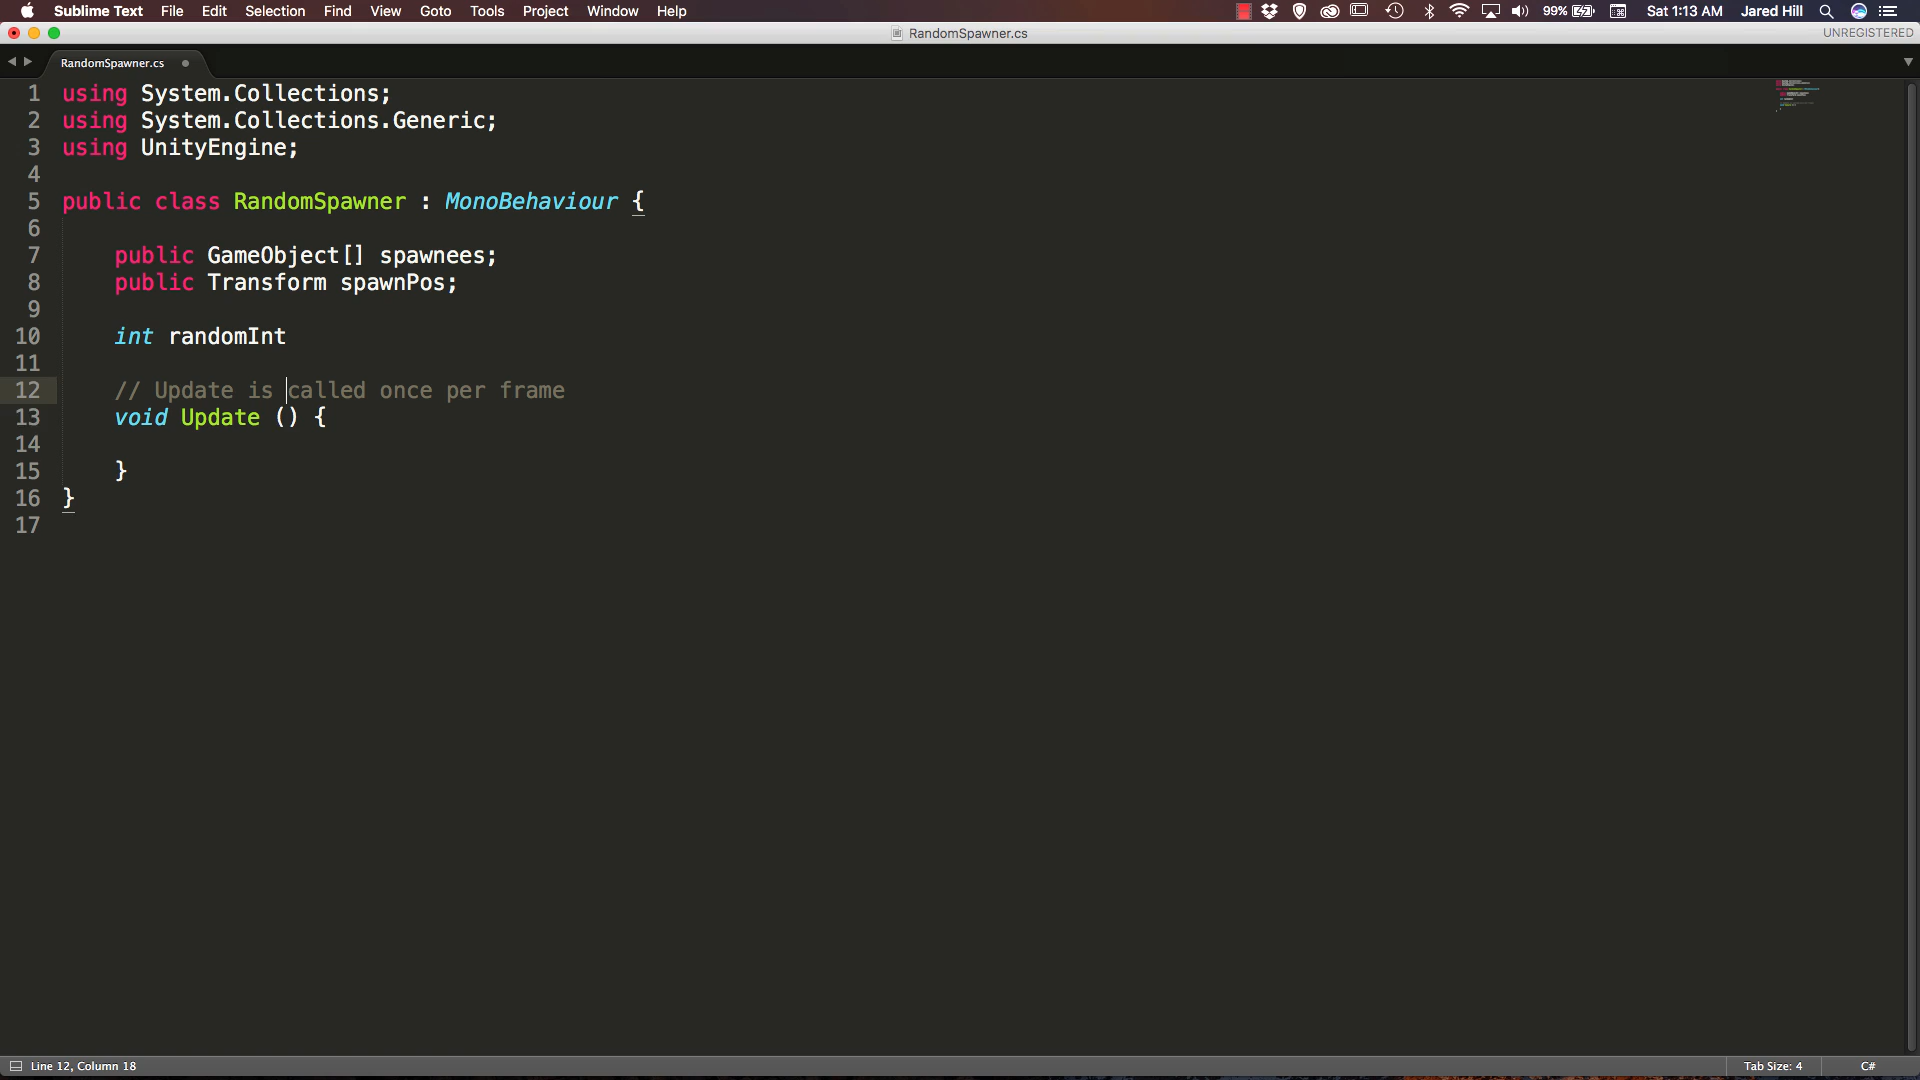 Sublime Text File Edit Selection Find View Goto Tools Project Window Help 99% Sat 1:13 AM Jared Hill
RandomSpawner.cs UNREGISTERED
RandomSpawner.cs
1 using System.Collections;
2 using System.Collections.Generic;
3 using UnityEngine;
4
5 public class RandomSpawner : MonoBehaviour {
6
7 public GameObject[] spawnees;
8 public Transform spawnPos;
9
10 int randomInt
11
12 // Update is called once per frame
13 void Update () {
14
15 }
16 }
17
Line 12, Column 18 Tab Size: 4 C#